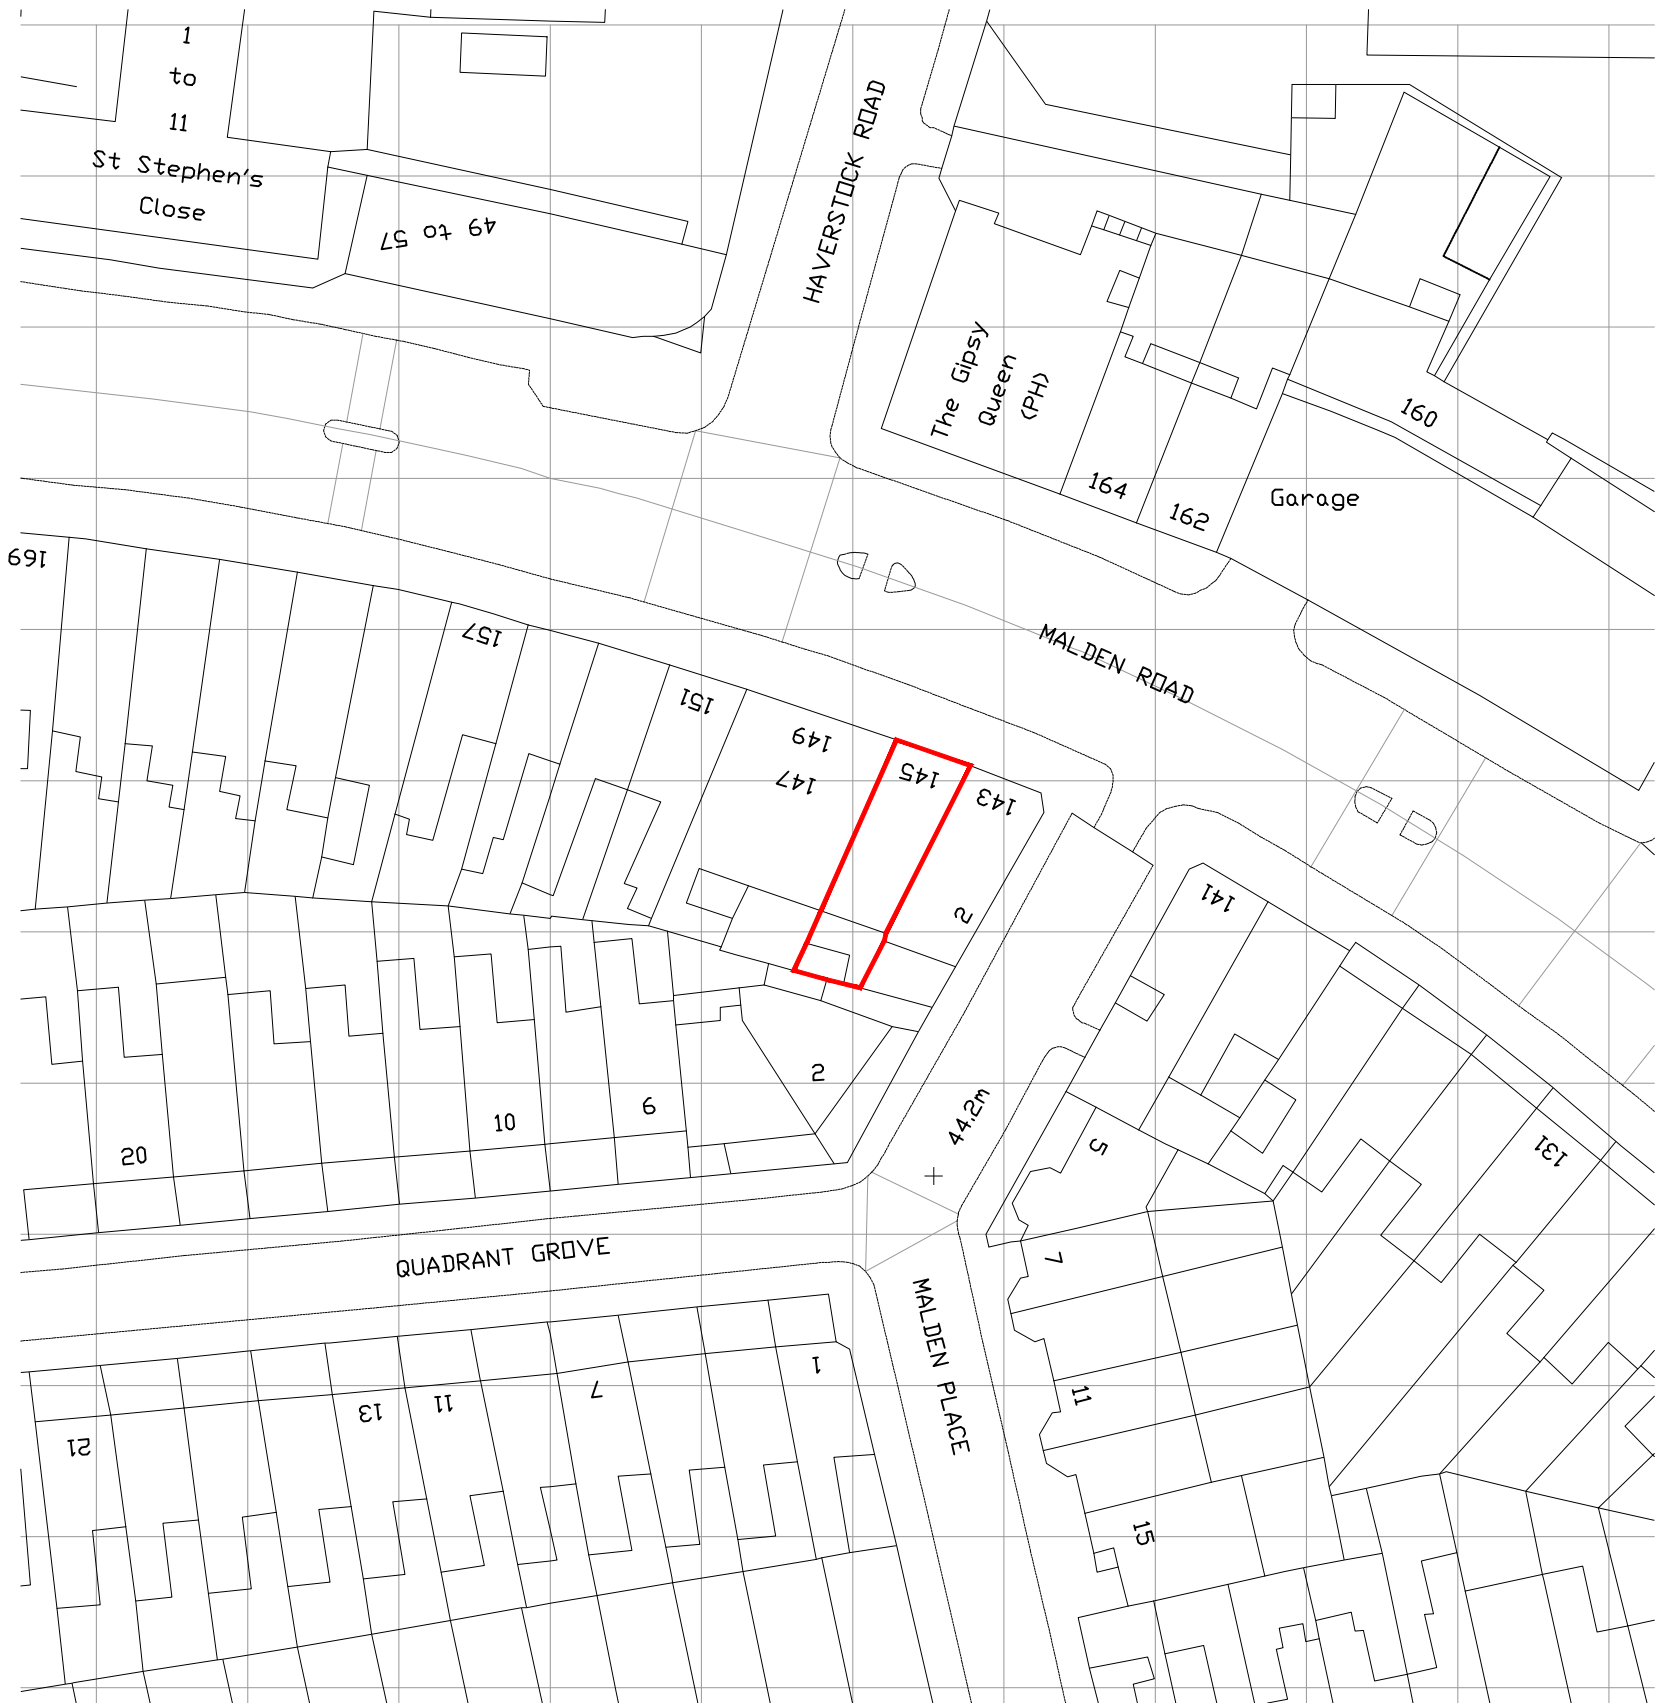 1
to
11
St Stephen's
Close
49 to 57
HAVERSTOCK ROAD
The Gipsy
Queen
(PH)
164
162
160
Garage
169
157
151
149
147
145
143
2
MALDEN ROAD
141
131
20
10
6
2
44.2m
5
7
11
15
QUADRANT GROVE
MALDEN PLACE
21
13
11
7
1